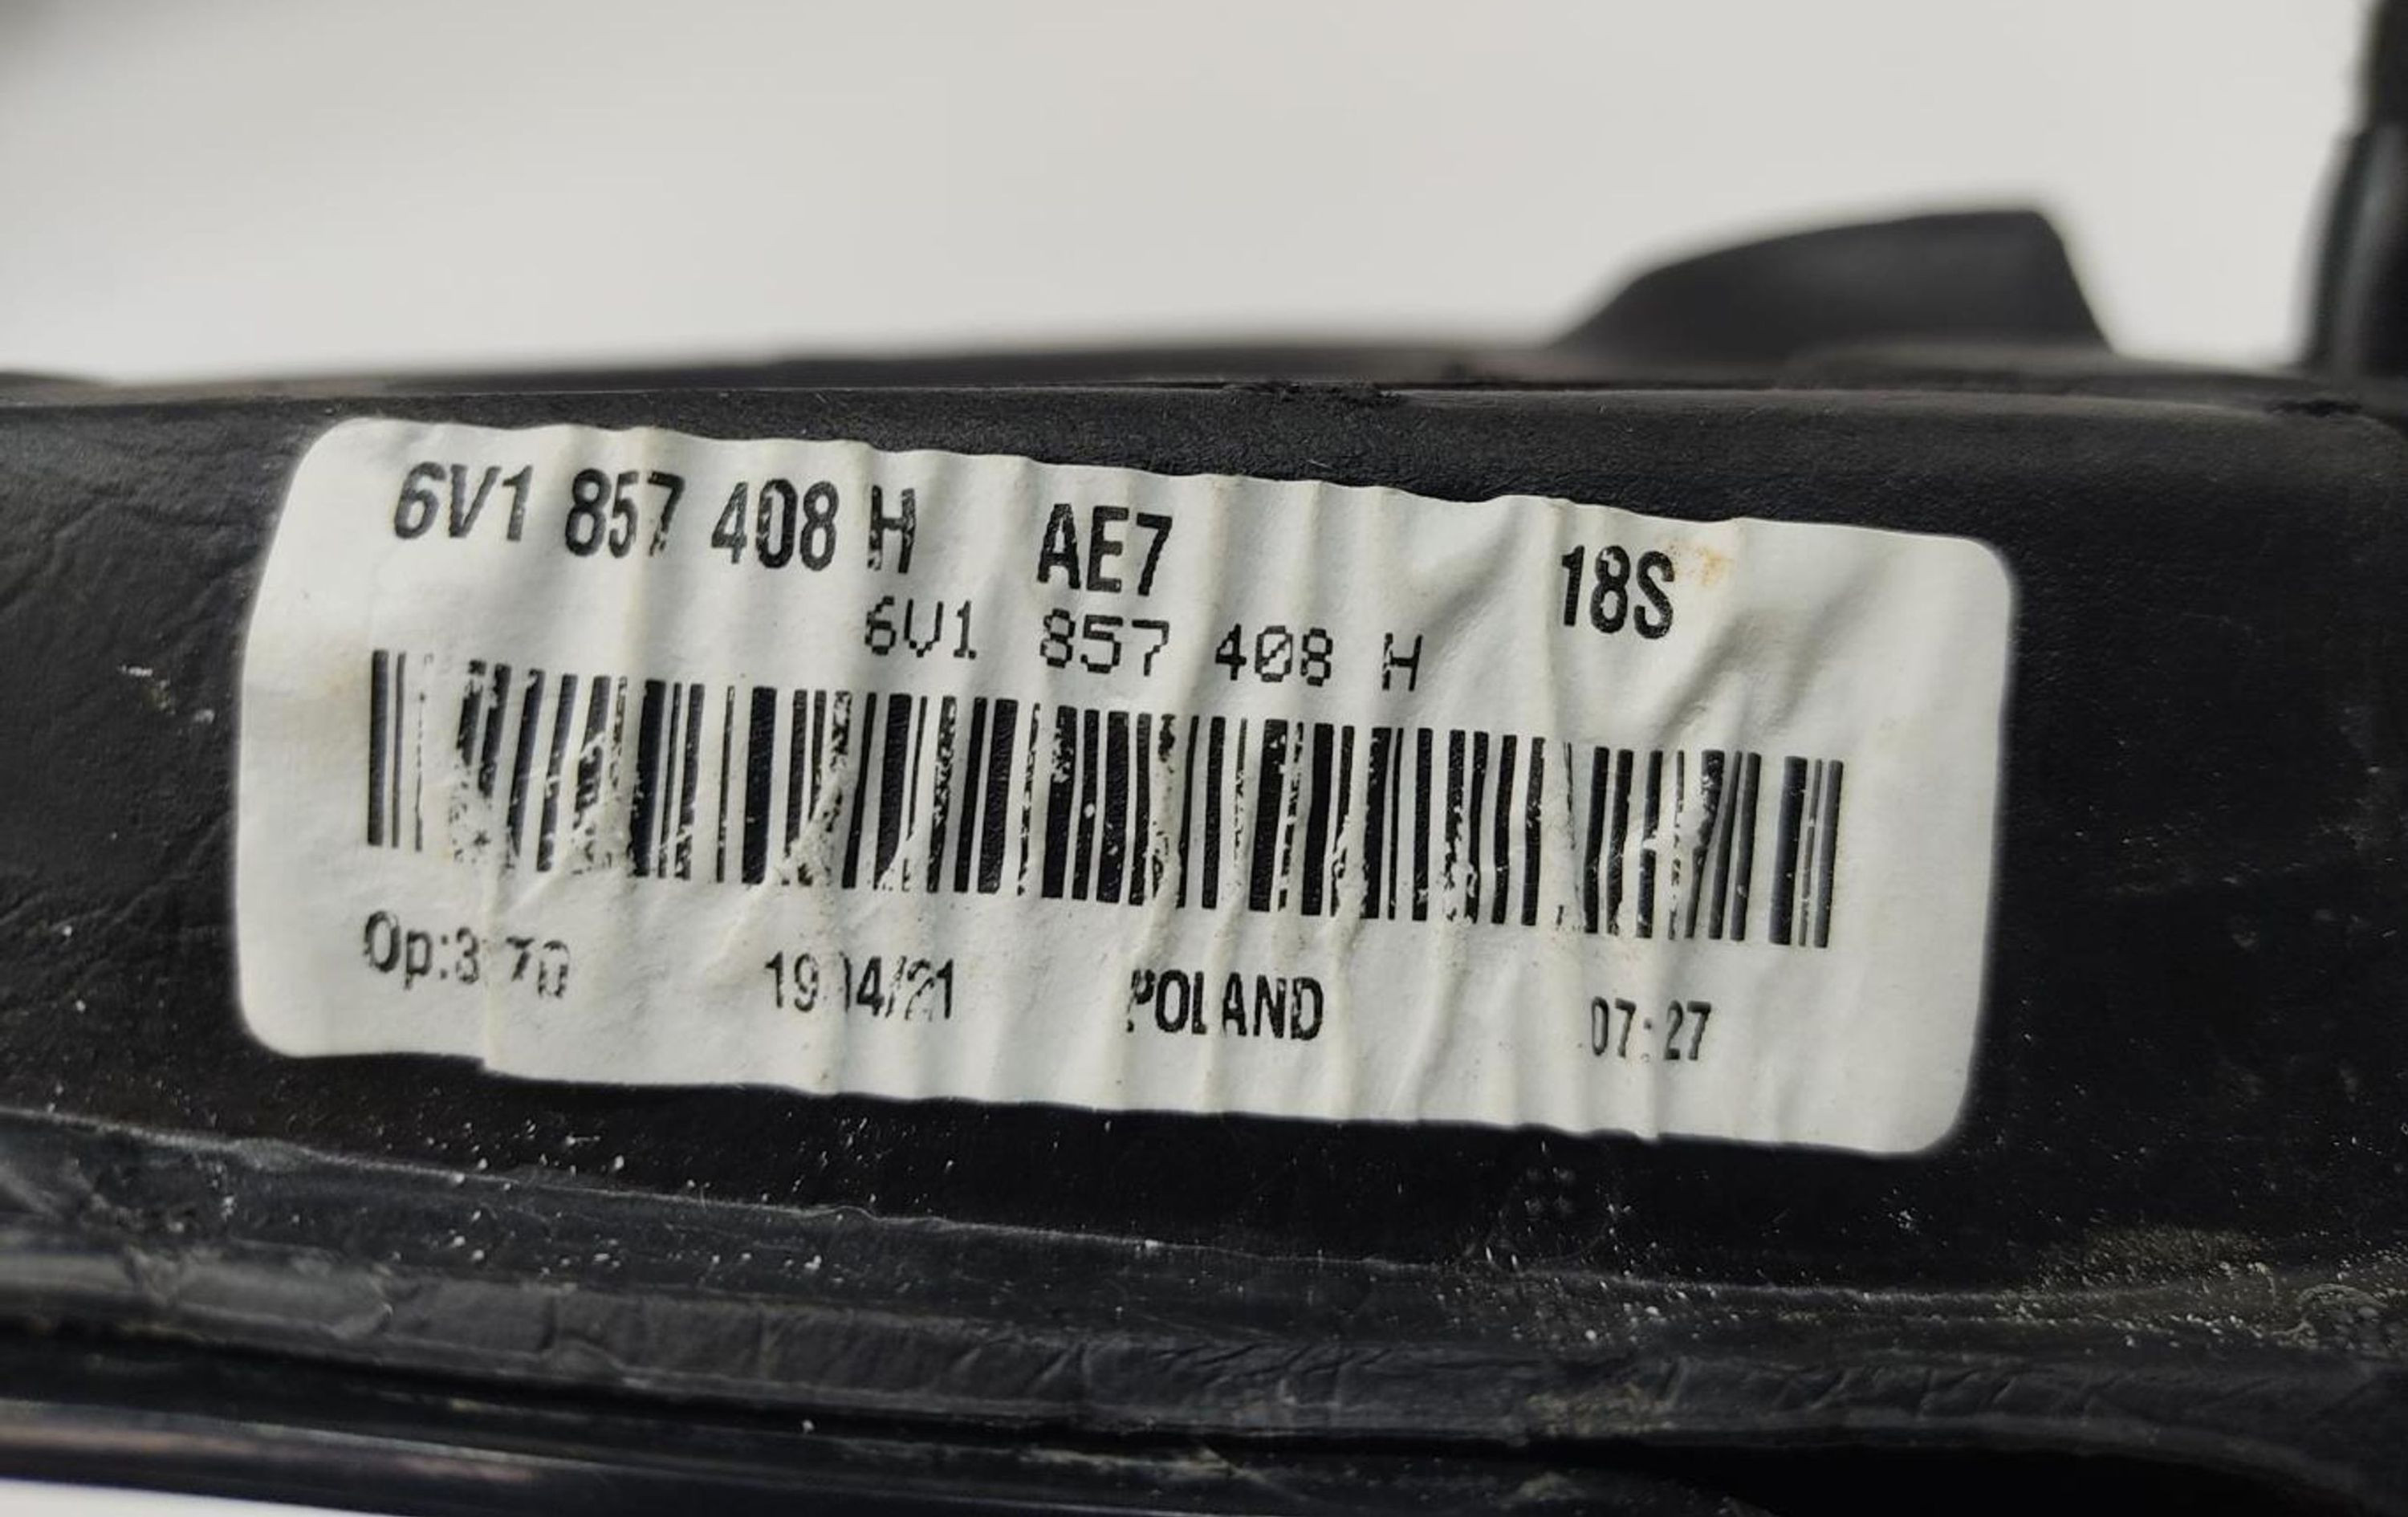 6V1 857 408 H AE7 18S
6V1 857 408 H
POLAND 07:27